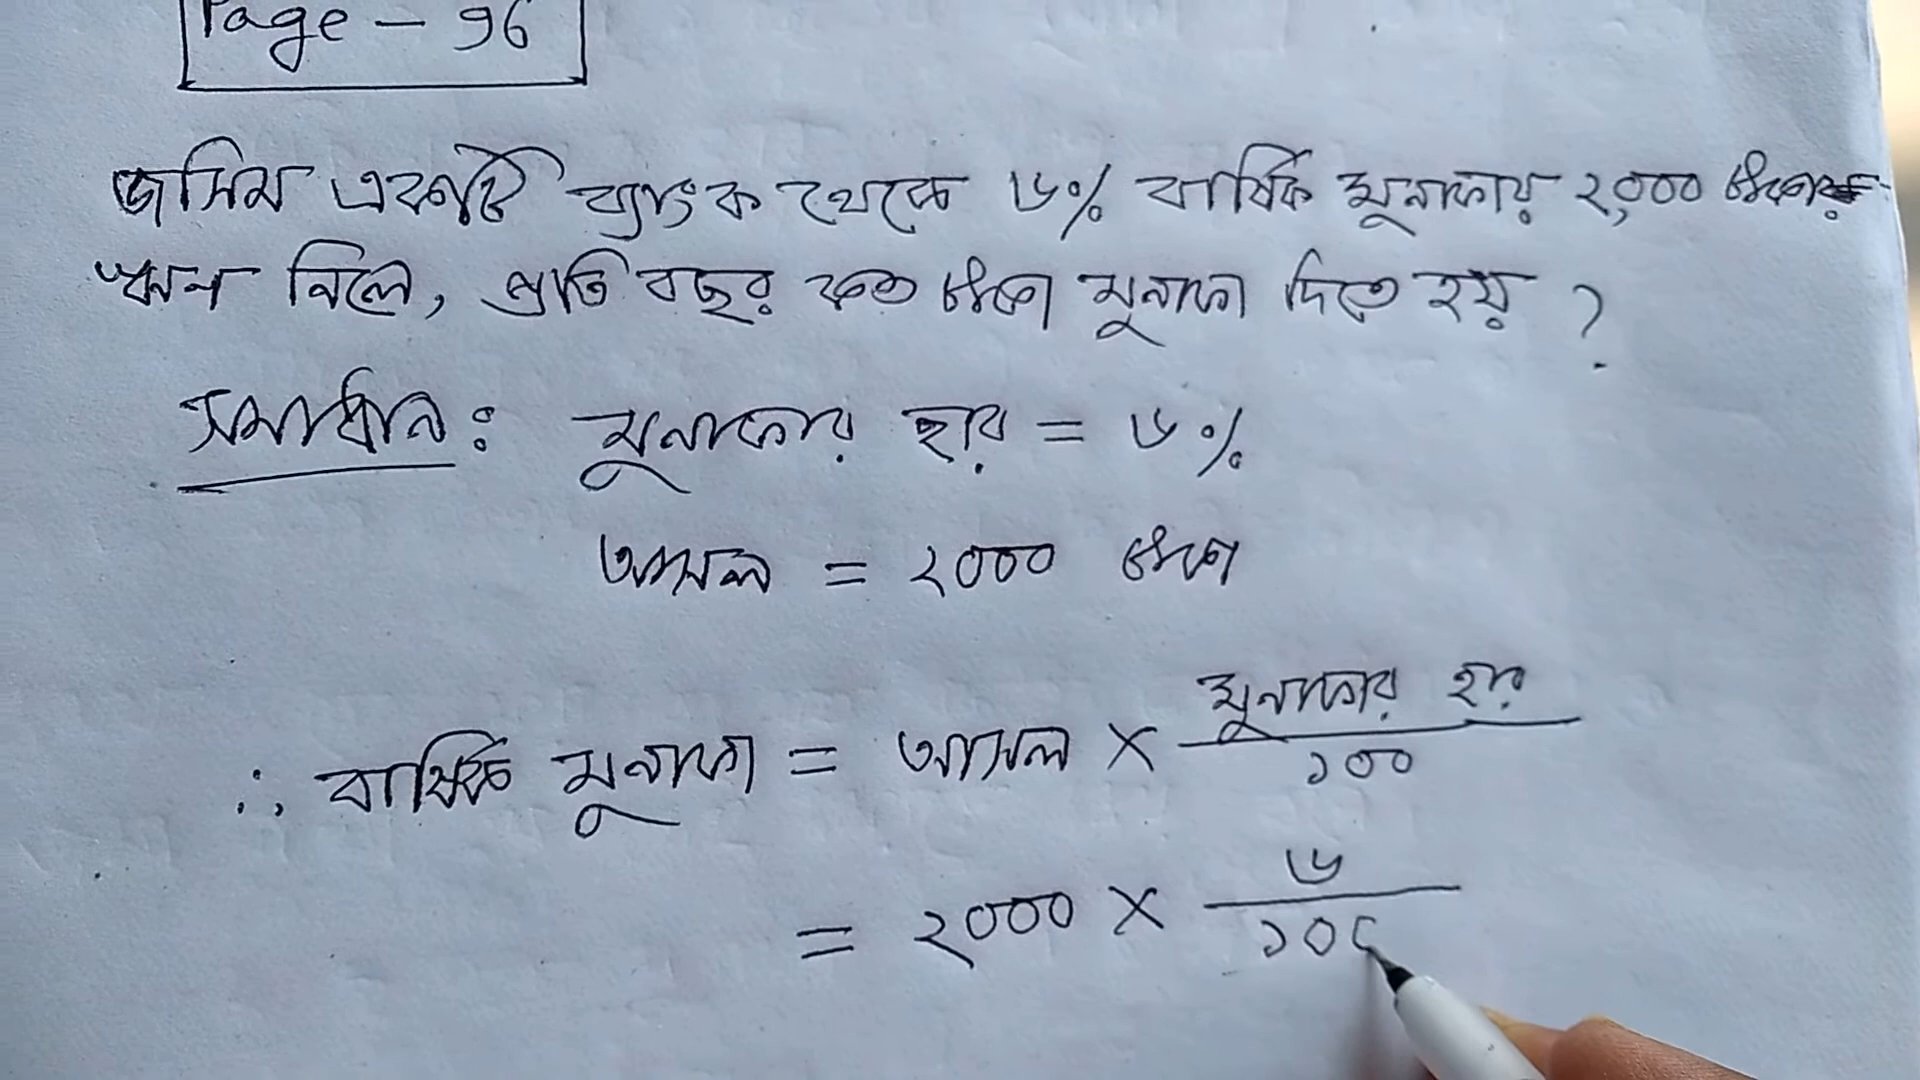 Page - 96
জসিম একটি ব্যাংক থেকে ৬% বার্ষিক মুনাফায় ২,০০০ টাকার
ঋন নিলে, প্রতি বছর কত টাকা মুনাফা দিতে হয় ?
সমাধান : মুনাফার হার = ৬%
আসল = ২০০০ টাকা
মুনাফার হার
∴ বার্ষিক মুনাফা = আসল ×
১০০
৬
= ২০০০ ×
১০০